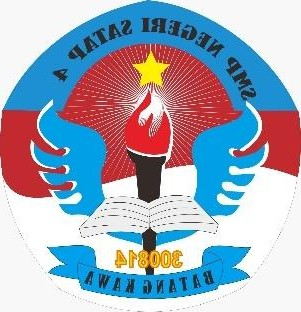 SMP NEGERI SATAP 4
300814
BATANG KAWA